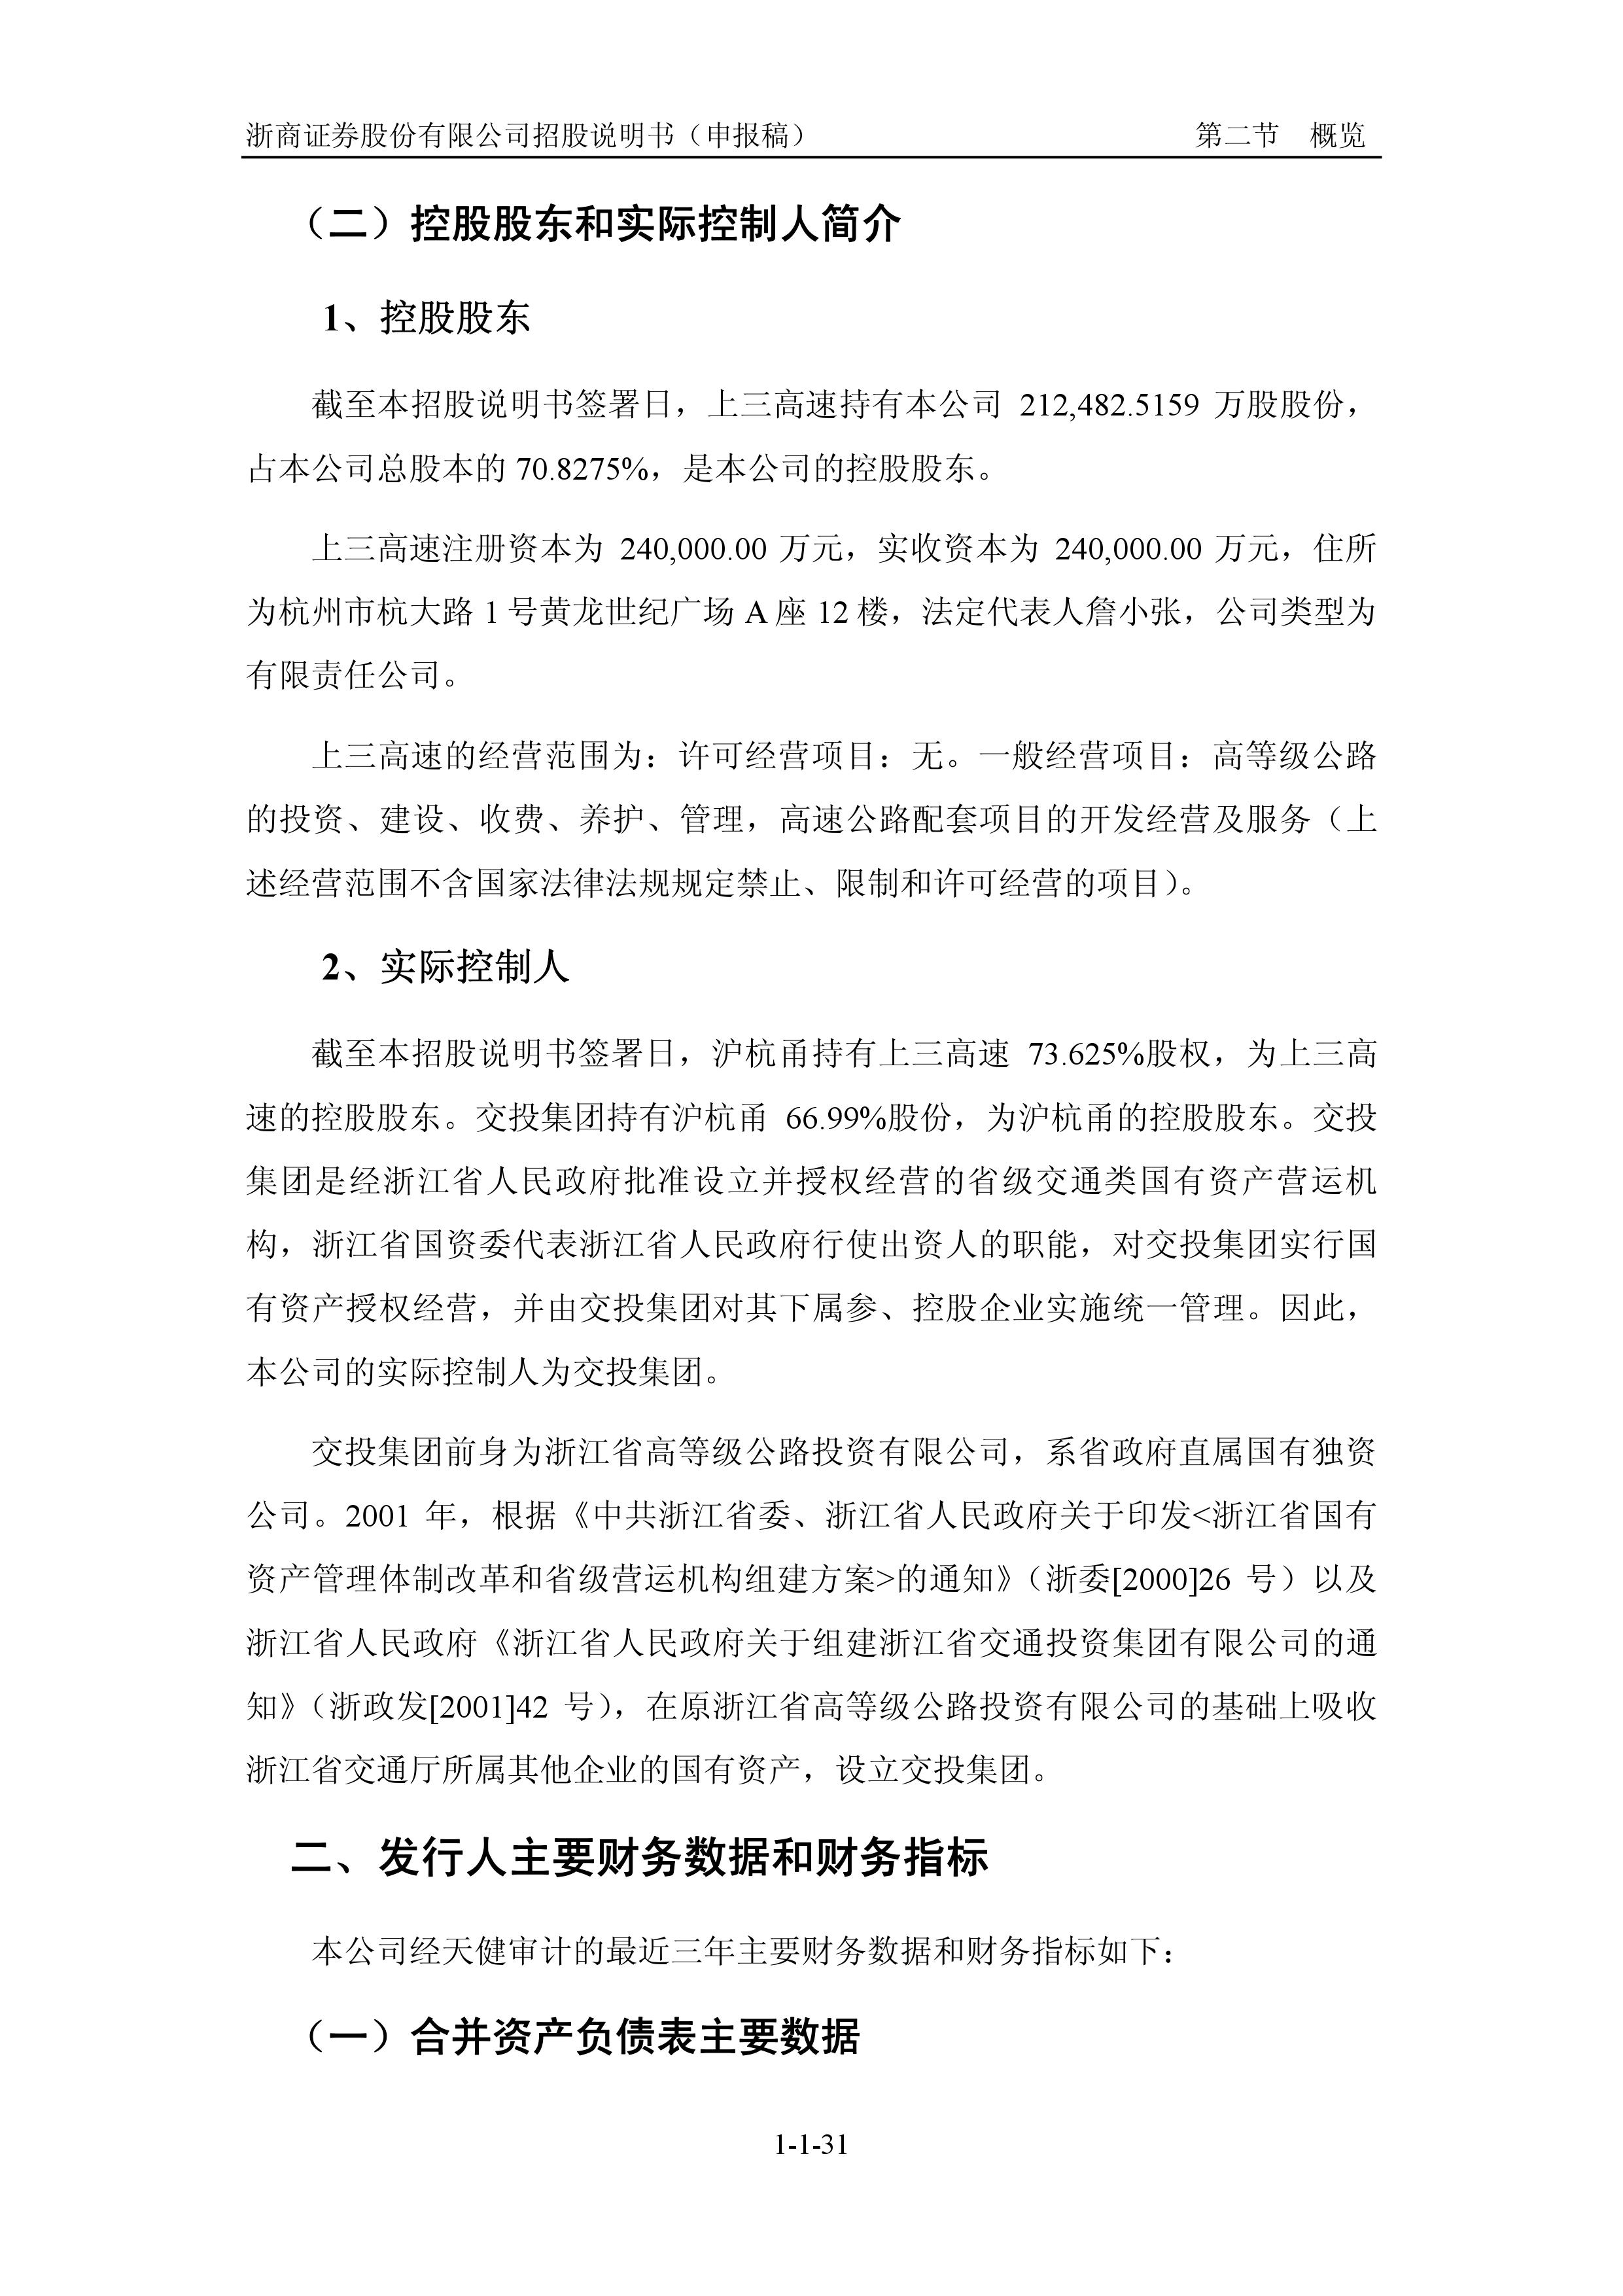 浙商证券股份有限公司招股说明书（申报稿） 第二节 概览
（二）控股股东和实际控制人简介
1、控股股东
截至本招股说明书签署日，上三高速持有本公司 212,482.5159 万股股份，
占本公司总股本的 70.8275%，是本公司的控股股东。
上三高速注册资本为 240,000.00 万元，实收资本为 240,000.00 万元，住所
为杭州市杭大路 1 号黄龙世纪广场 A 座 12 楼，法定代表人詹小张，公司类型为
有限责任公司。
上三高速的经营范围为：许可经营项目：无。一般经营项目：高等级公路
的投资、建设、收费、养护、管理，高速公路配套项目的开发经营及服务（上
述经营范围不含国家法律法规规定禁止、限制和许可经营的项目）。
2、实际控制人
截至本招股说明书签署日，沪杭甬持有上三高速 73.625%股权，为上三高
速的控股股东。交投集团持有沪杭甬 66.99%股份，为沪杭甬的控股股东。交投
集团是经浙江省人民政府批准设立并授权经营的省级交通类国有资产营运机
构，浙江省国资委代表浙江省人民政府行使出资人的职能，对交投集团实行国
有资产授权经营，并由交投集团对其下属参、控股企业实施统一管理。因此，
本公司的实际控制人为交投集团。
交投集团前身为浙江省高等级公路投资有限公司，系省政府直属国有独资
公司。2001 年，根据《中共浙江省委、浙江省人民政府关于印发<浙江省国有
资产管理体制改革和省级营运机构组建方案>的通知》（浙委[2000]26 号）以及
浙江省人民政府《浙江省人民政府关于组建浙江省交通投资集团有限公司的通
知》（浙政发[2001]42 号），在原浙江省高等级公路投资有限公司的基础上吸收
浙江省交通厅所属其他企业的国有资产，设立交投集团。
二、发行人主要财务数据和财务指标
本公司经天健审计的最近三年主要财务数据和财务指标如下：
（一）合并资产负债表主要数据
1-1-31